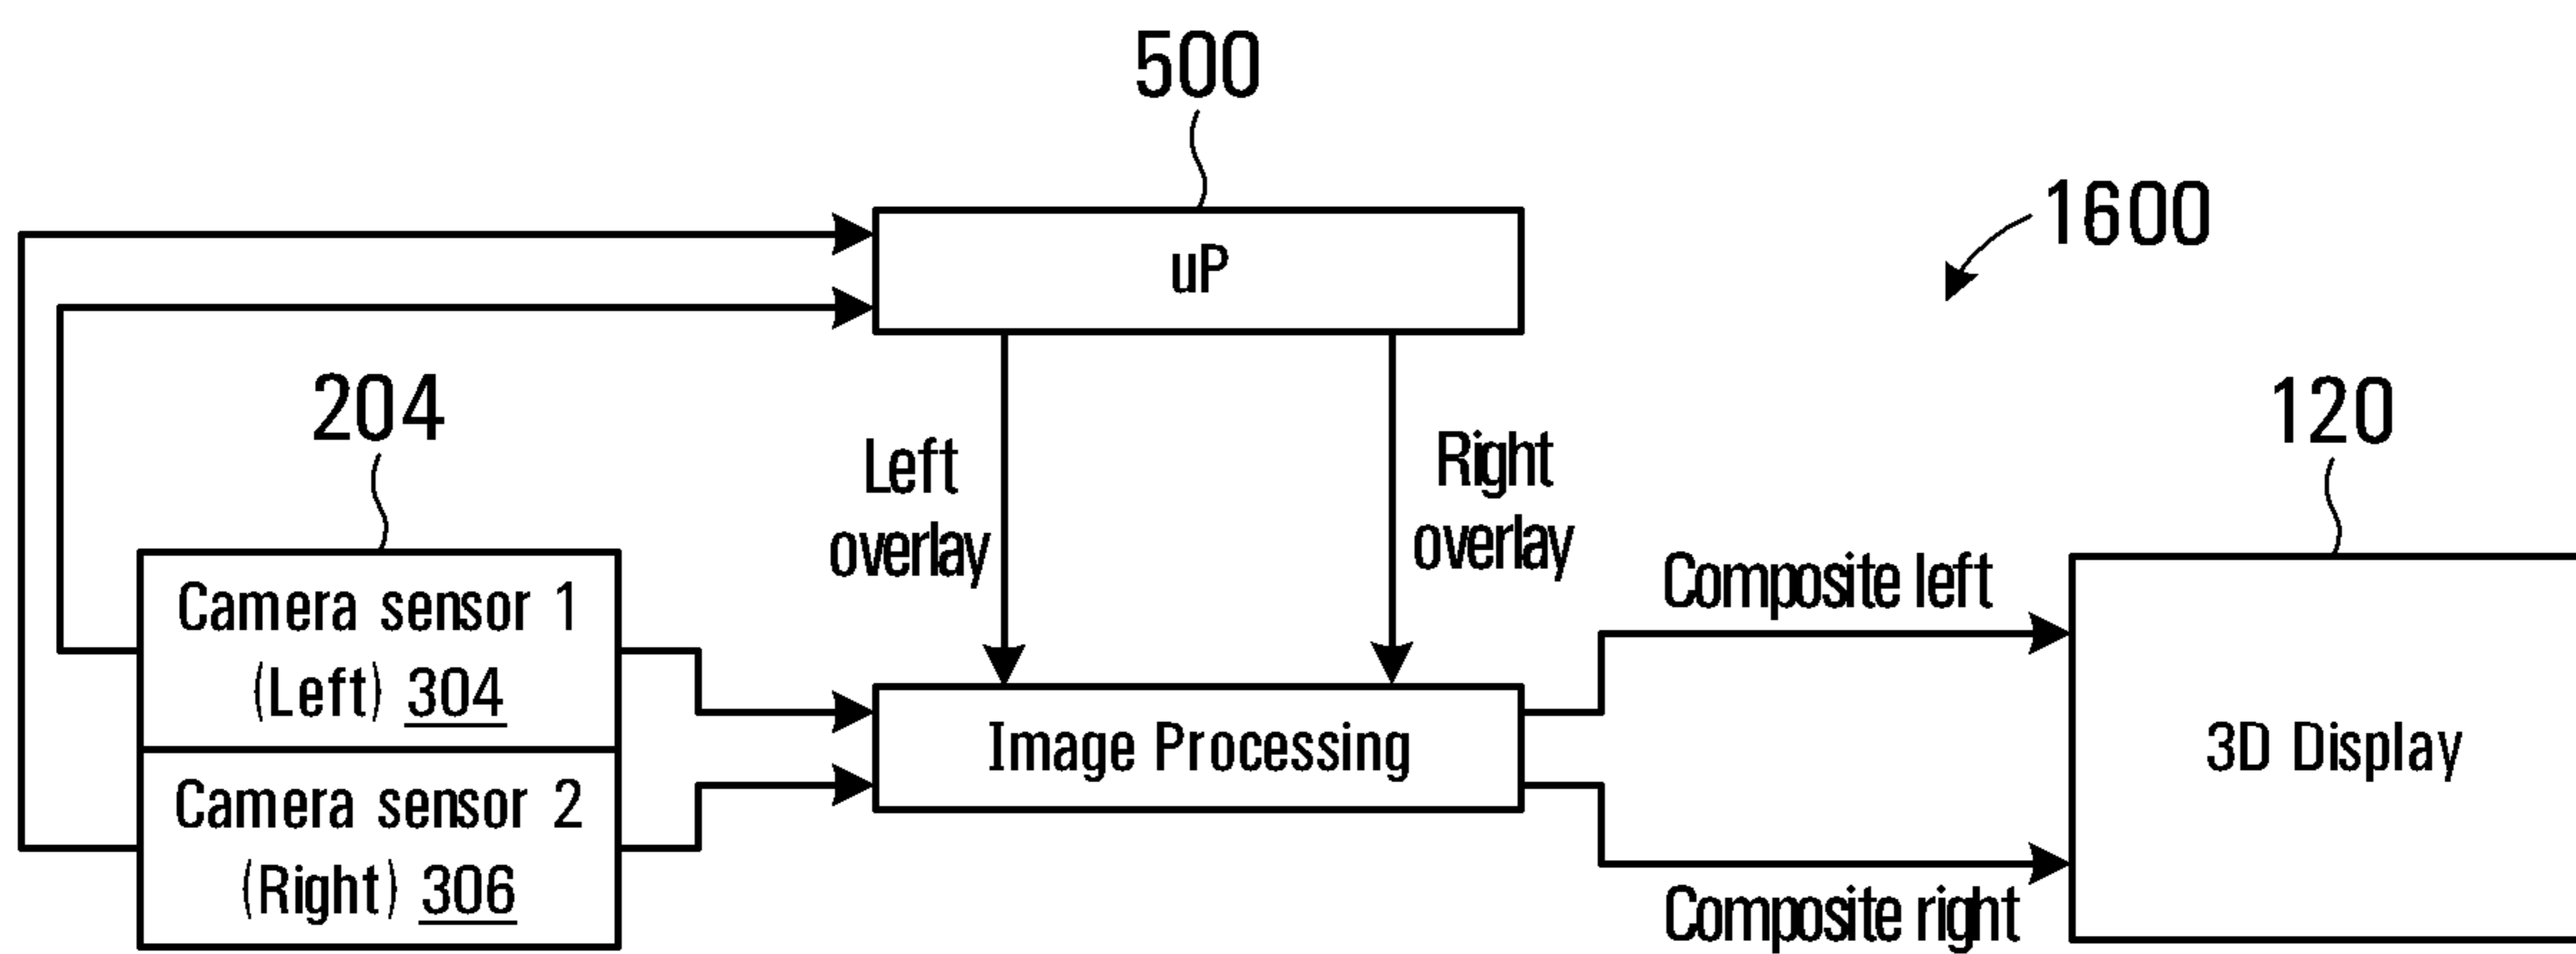 500
uP
1600
204
Left
overlay
Right
overlay
120
Camera sensor 1
(Left) 304
Camera sensor 2
(Right) 306
Image Processing
Composite left
Composite right
3D Display